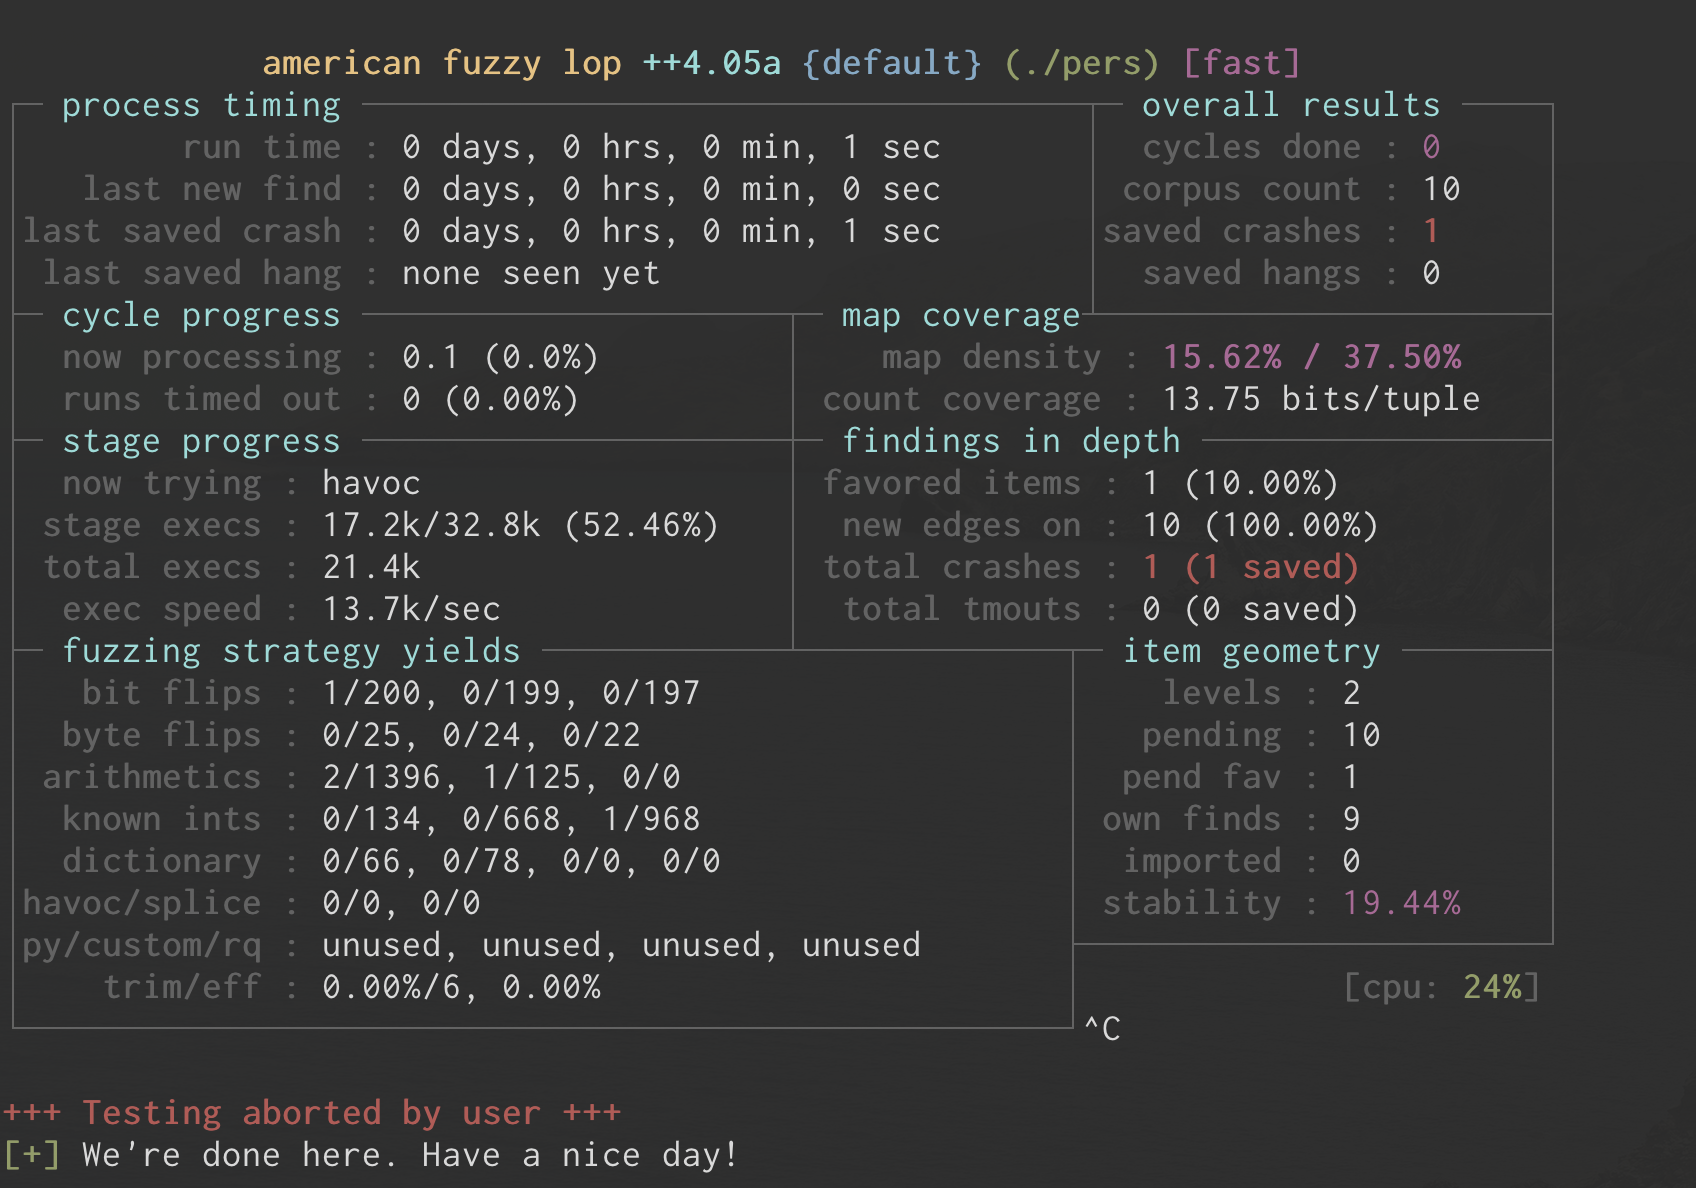 american fuzzy lop ++4.05a {default} (./pers) [fast]
process timing overall results
run time : 0 days, 0 hrs, 0 min, 1 sec cycles done : 0
last new find : 0 days, 0 hrs, 0 min, 0 sec corpus count : 10
last saved crash : 0 days, 0 hrs, 0 min, 1 sec saved crashes : 1
last saved hang : none seen yet saved hangs : 0
cycle progress map coverage
now processing : 0.1 (0.0%) map density : 15.62% / 37.50%
runs timed out : 0 (0.00%) count coverage : 13.75 bits/tuple
stage progress findings in depth
now trying : havoc favored items : 1 (10.00%)
stage execs : 17.2k/32.8k (52.46%) new edges on : 10 (100.00%)
total execs : 21.4k total crashes : 1 (1 saved)
exec speed : 13.7k/sec total tmouts : 0 (0 saved)
fuzzing strategy yields item geometry
bit flips : 1/200, 0/199, 0/197 levels : 2
byte flips : 0/25, 0/24, 0/22 pending : 10
arithmetics : 2/1396, 1/125, 0/0 pend fav : 1
known ints : 0/134, 0/668, 1/968 own finds : 9
dictionary : 0/66, 0/78, 0/0, 0/0 imported : 0
havoc/splice : 0/0, 0/0 stability : 19.44%
py/custom/rq : unused, unused, unused, unused
trim/eff : 0.00%/6, 0.00% [cpu: 24%]
^C
+++ Testing aborted by user +++
[+] We're done here. Have a nice day!